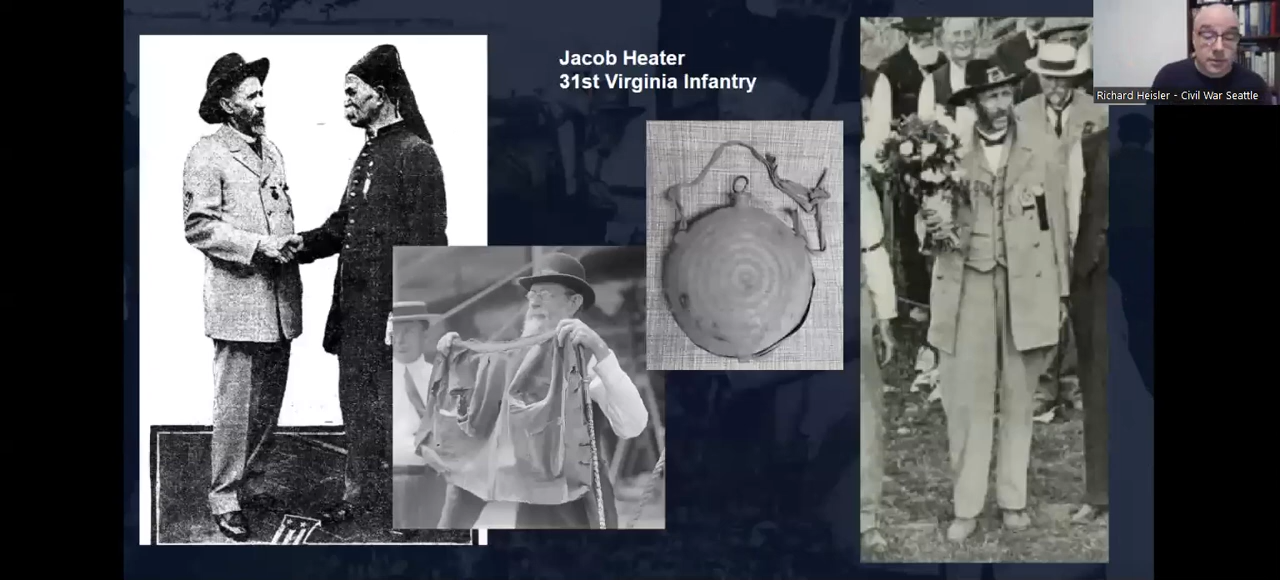 Jacob Heater
31st Virginia Infantry
Richard Heisler - Civil War Seattle